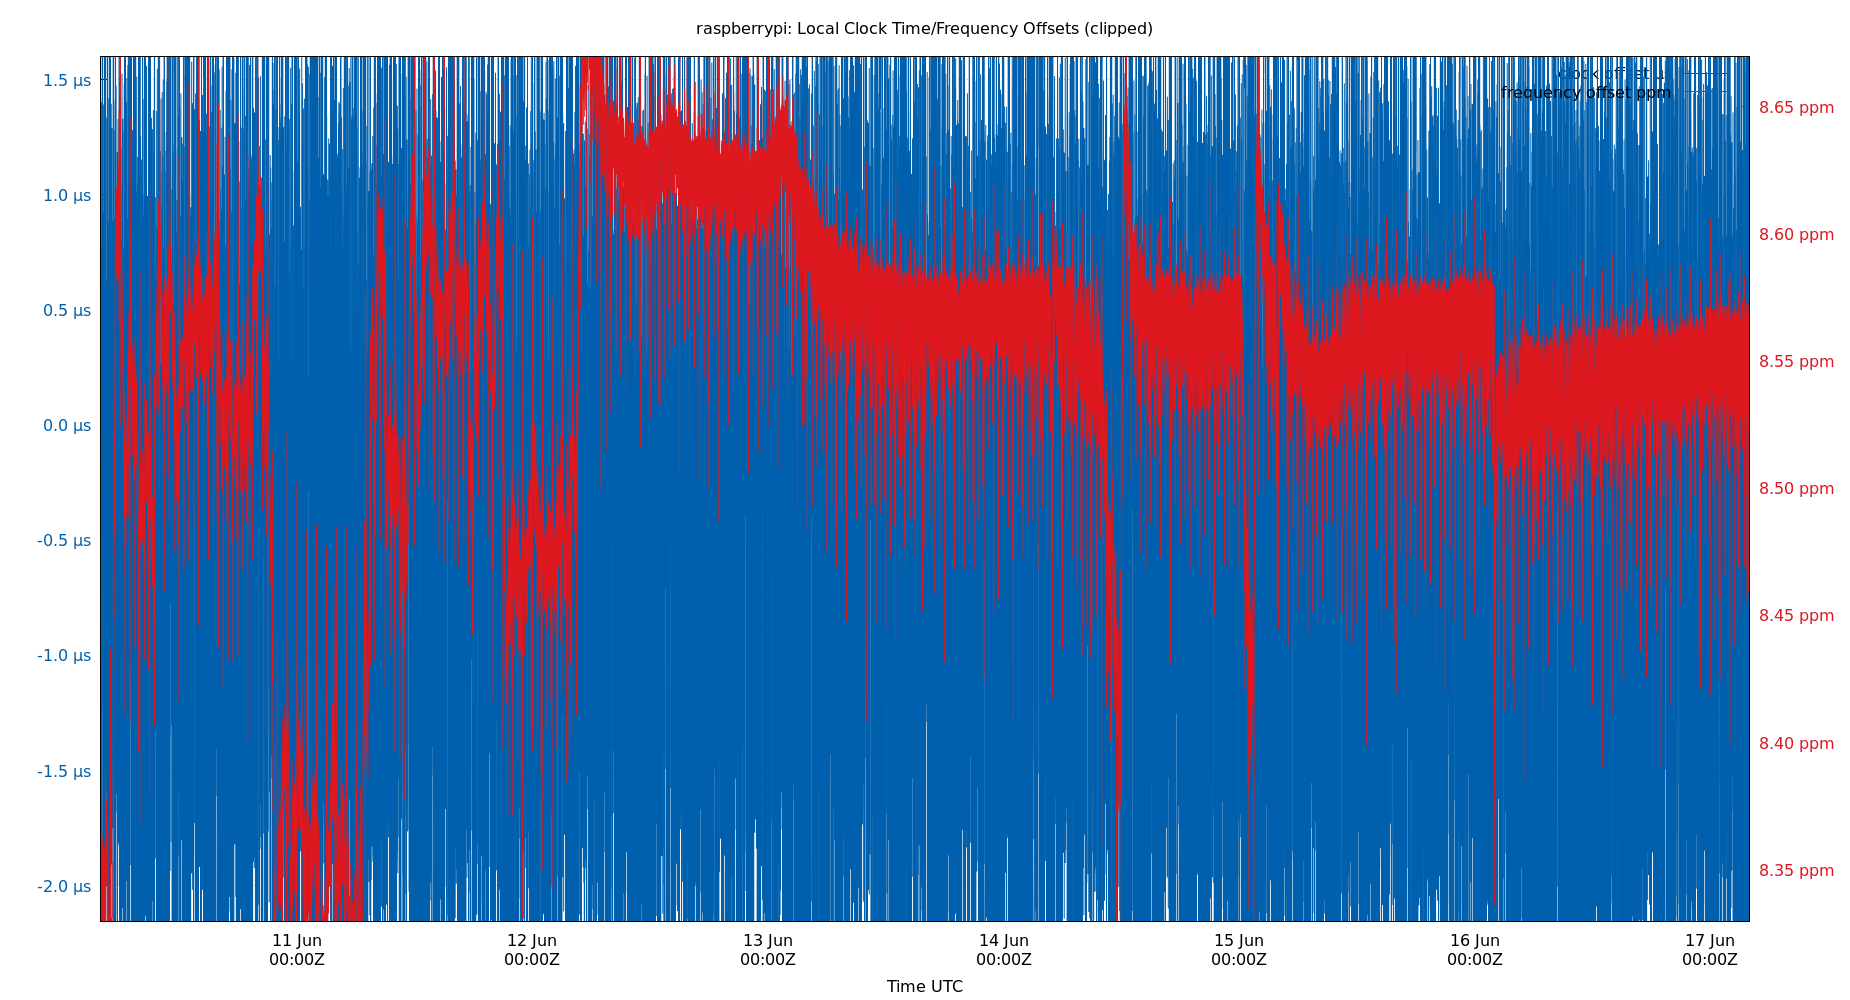 raspberrypi: Local Clock Time/Frequency Offsets (clipped)
clock offset µs
frequency offset ppm
1.5 µs
1.0 µs
0.5 µs
0.0 µs
-0.5 µs
-1.0 µs
-1.5 µs
-2.0 µs
8.65 ppm
8.60 ppm
8.55 ppm
8.50 ppm
8.45 ppm
8.40 ppm
8.35 ppm
11 Jun 12 Jun 13 Jun 14 Jun 15 Jun 16 Jun 17 Jun
00:00Z 00:00Z 00:00Z 00:00Z 00:00Z 00:00Z 00:00Z
Time UTC